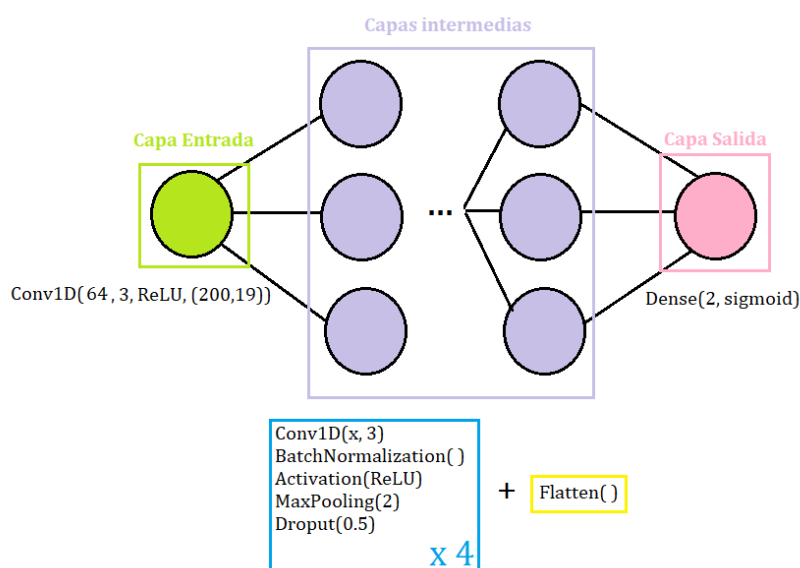 Capas intermedias
Capa Entrada
Capa Salida
...
Conv1D(64, 3, ReLU, (200,19))
Dense(2, sigmoid)
Conv1D(x, 3)
BatchNormalization( )
Activation(ReLU)
MaxPooling(2)
Droput(0.5)
x 4
+
Flatten( )